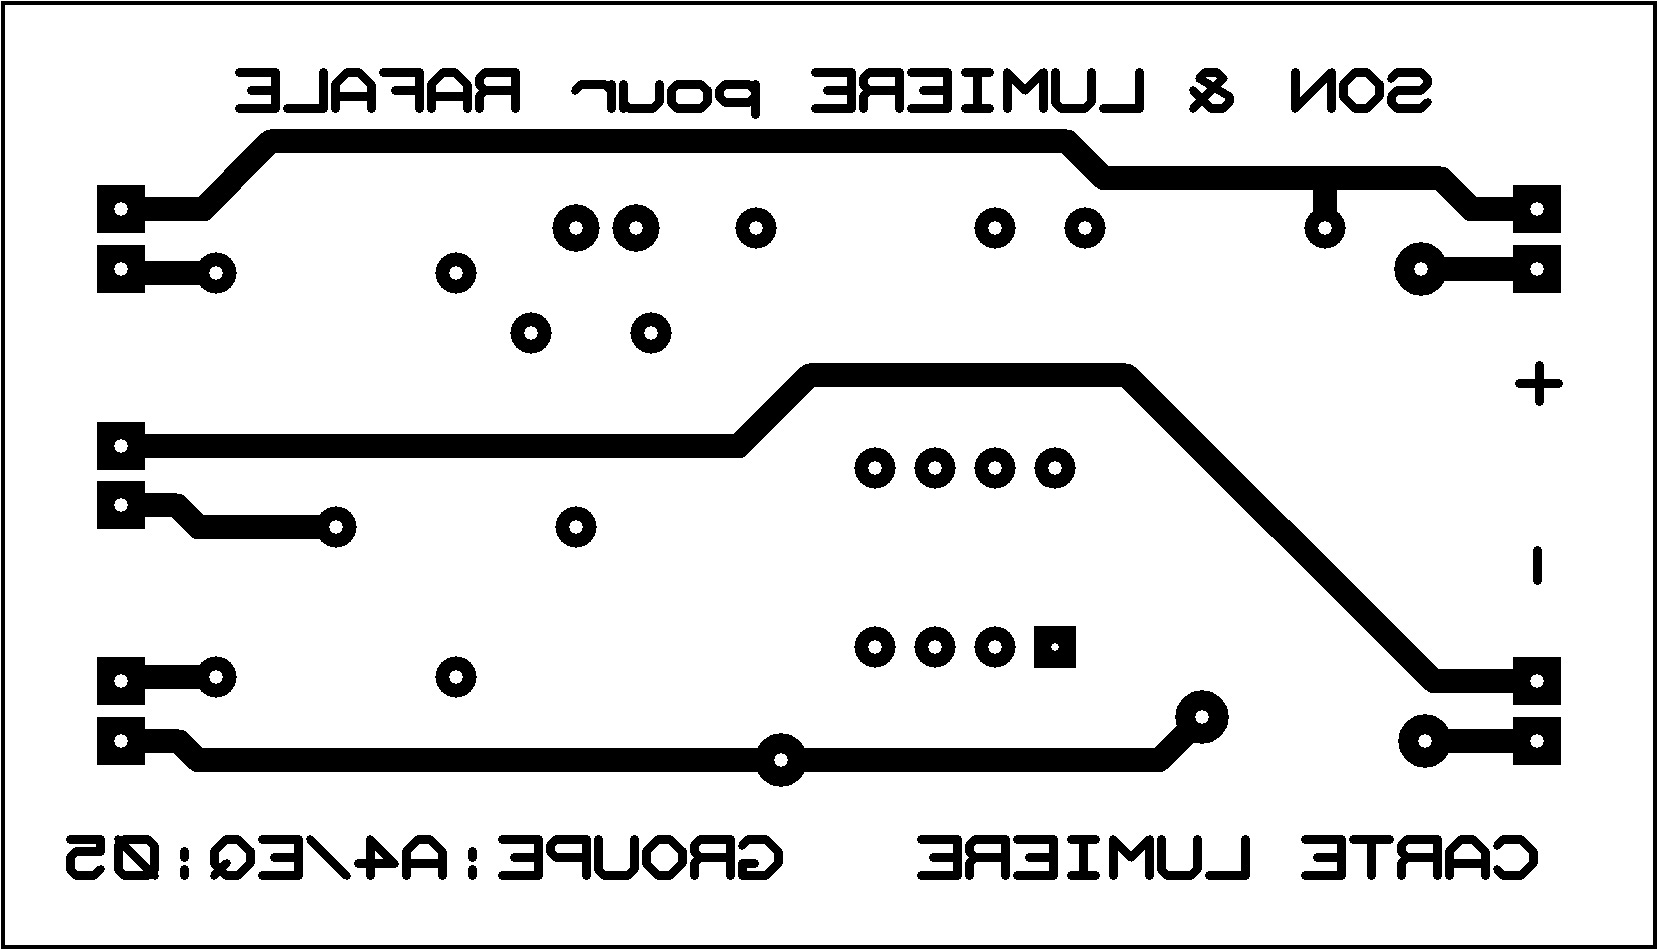 SON & LUMIERE pour RAFALE
+
-
CARTE LUMIERE GROUPE:A4/EQ:05